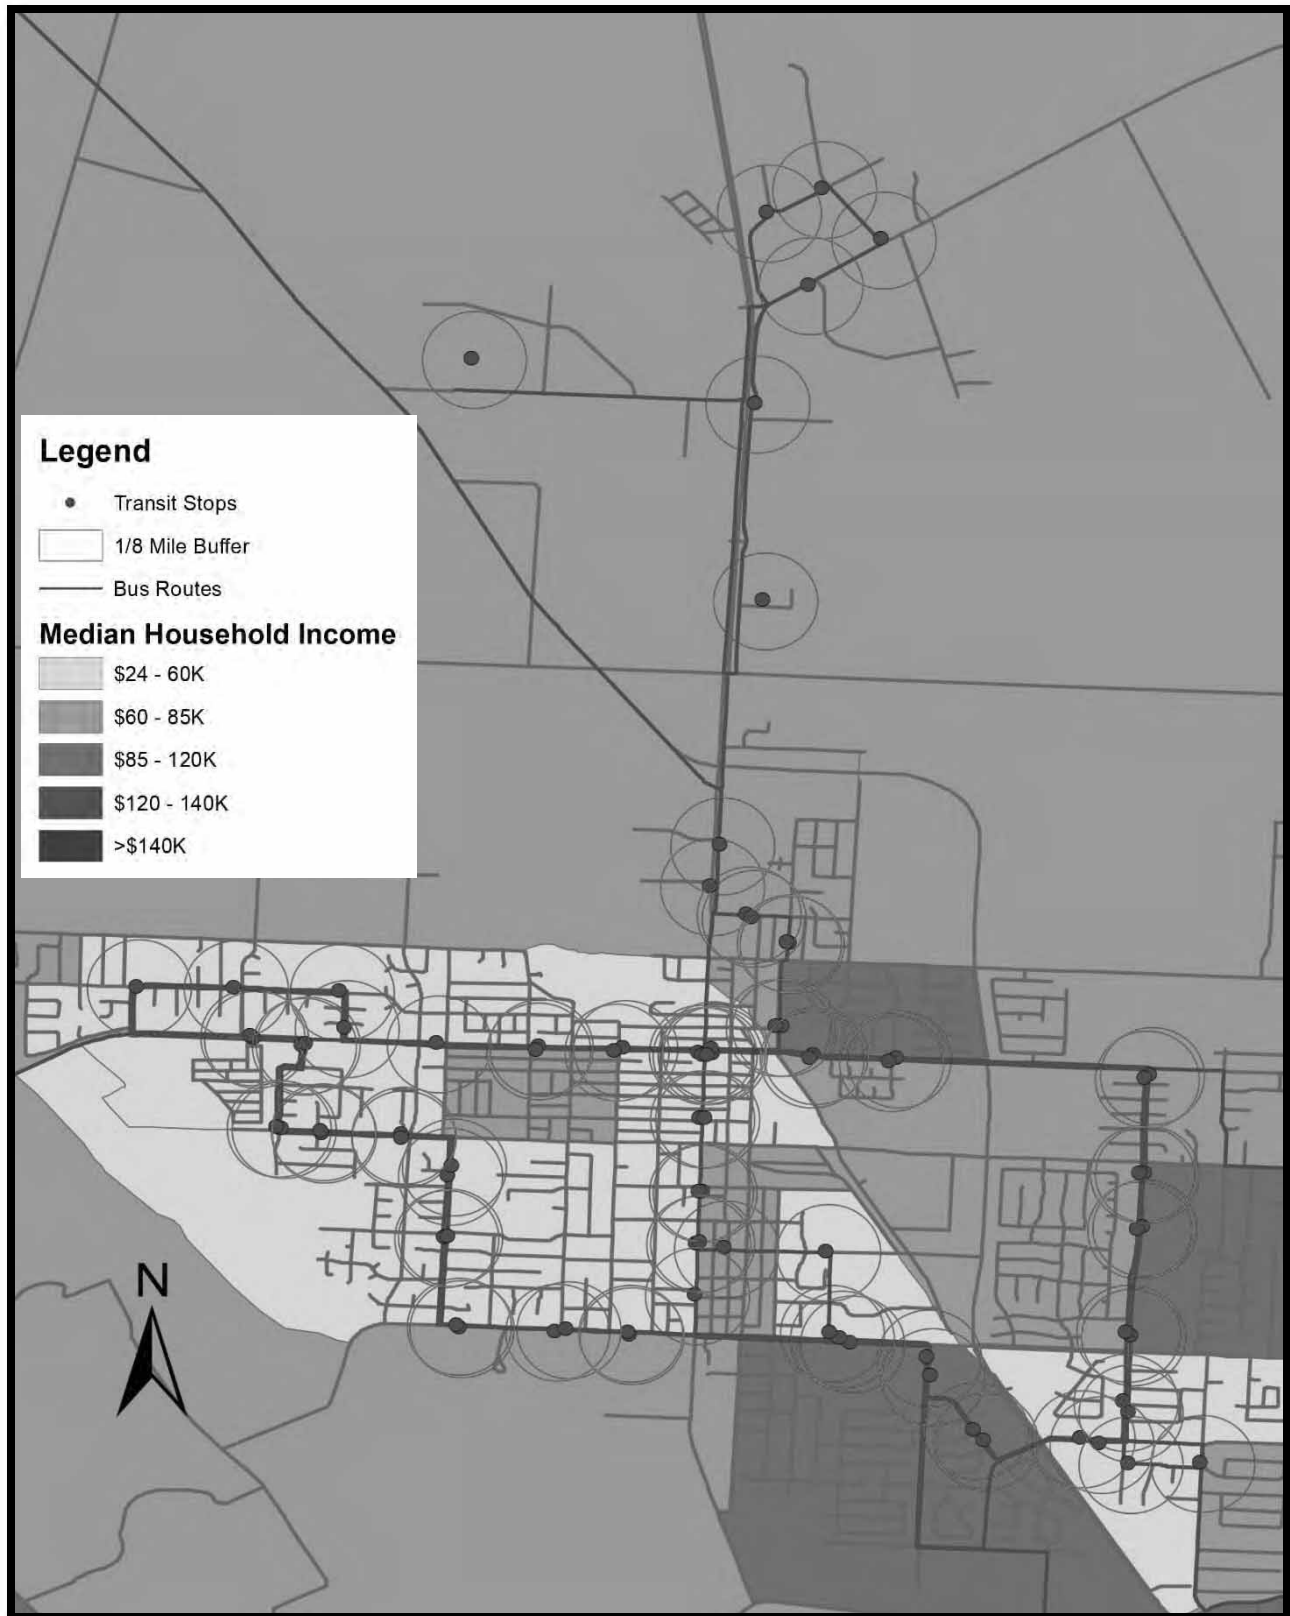 Legend
Transit Stops
1/8 Mile Buffer
Bus Routes
Median Household Income
$24 - 60K
$60 - 85K
$85 - 120K
$120 - 140K
>$140K
N